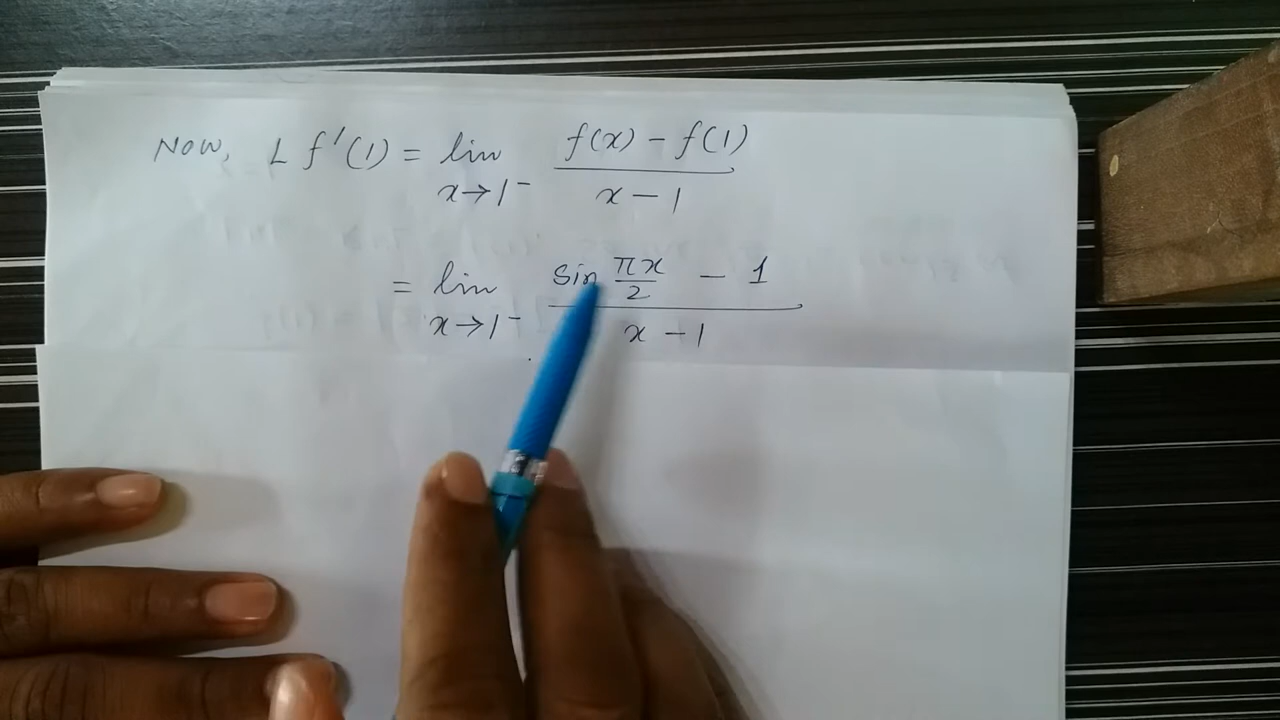 Now, L f'(1) = lim x→1⁻ f(x) - f(1) / x - 1
= lim x→1⁻ sin πx/2 - 1 / x - 1